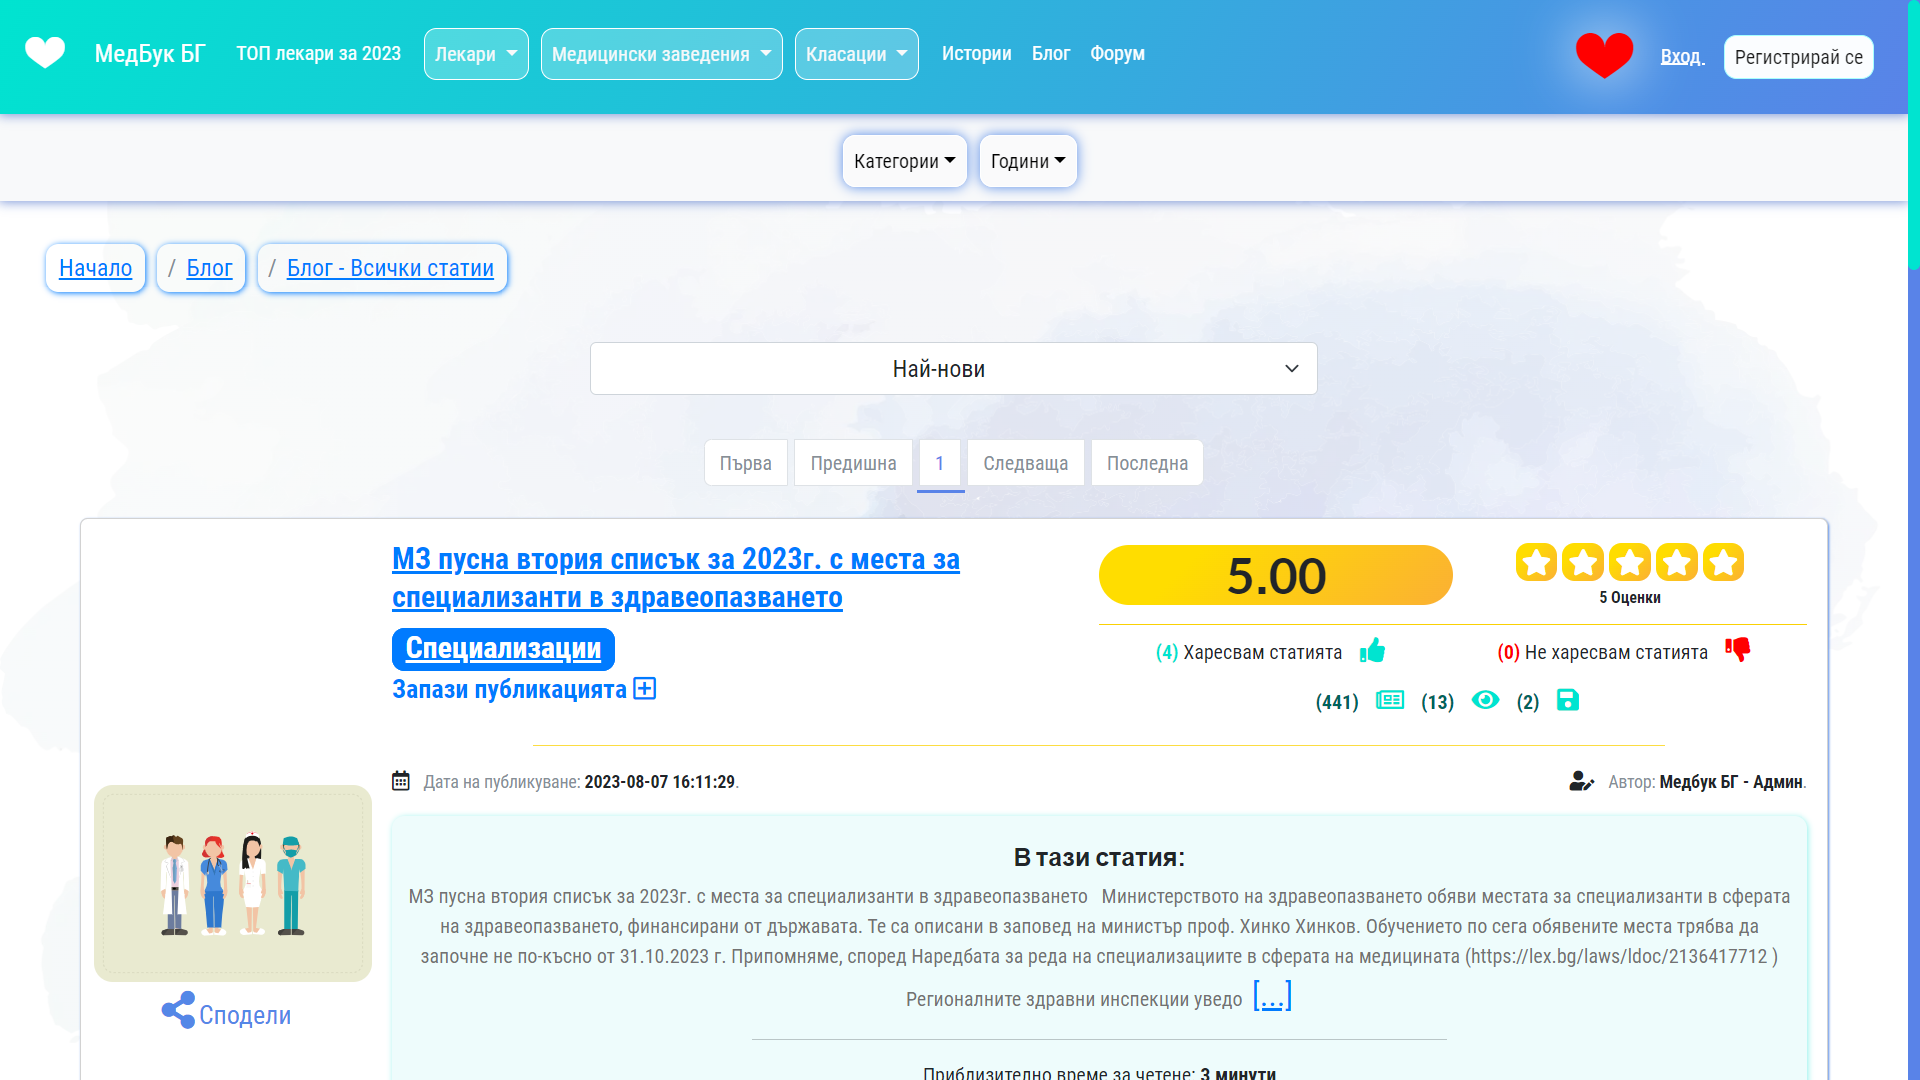 МедБук БГ ТОП лекари за 2023 Лекари Медицински заведения Класации Истории Блог Форум Вход Регистрирай се
Категории Години
Начало / Блог / Блог - Всички статии
Най-нови
Първа Предишна 1 Следваща Последна
МЗ пусна втория списък за 2023г. с места за
специализанти в здравеопазването
Специализации
Запази публикацията
5.00
5 Оценки
(4) Харесвам статията (0) Не харесвам статията
(441) (13) (2)
Дата на публикуване: 2023-08-07 16:11:29. Автор: Медбук БГ - Админ.
Сподели
В тази статия:
МЗ пусна втория списък за 2023г. с места за специализанти в здравеопазването Министерството на здравеопазването обяви местата за специализанти в сферата
на здравеопазването, финансирани от държавата. Те са описани в заповед на министър проф. Хинко Хинков. Обучението по сега обявените места трябва да
започне не по-късно от 31.10.2023 г. Припомняме, според Наредбата за реда на специализациите в сферата на медицината (https://lex.bg/laws/ldoc/2136417712 )
Регионалните здравни инспекции уведо [...]
Приблизително време за четене: 3 минути